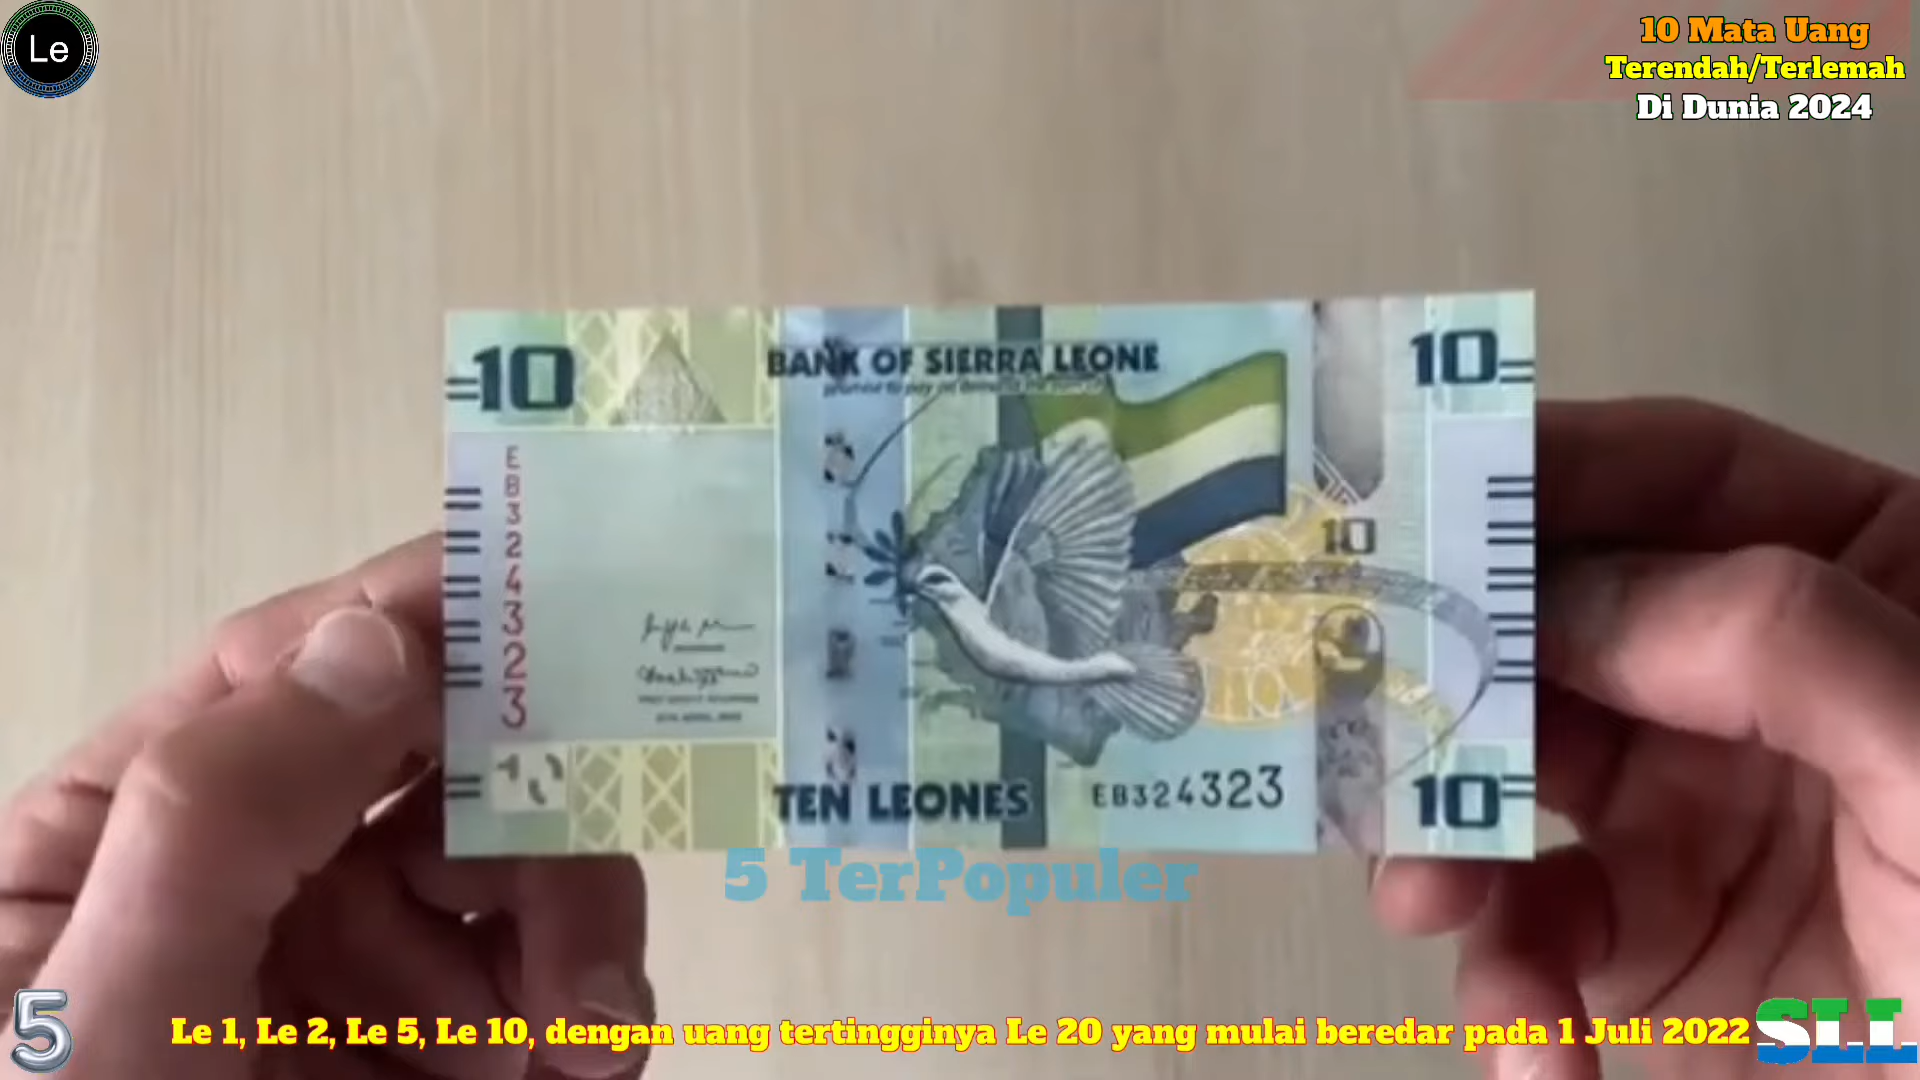 Le
10 Mata Uang
Terendah/Terlemah
Di Dunia 2024
10
BANK OF SIERRA LEONE
10
EB324323
10
TEN LEONES
EB324323
10
5 TerPopuler
5
Le 1, Le 2, Le 5, Le 10, dengan uang tertingginya Le 20 yang mulai beredar pada 1 Juli 2022
SLL